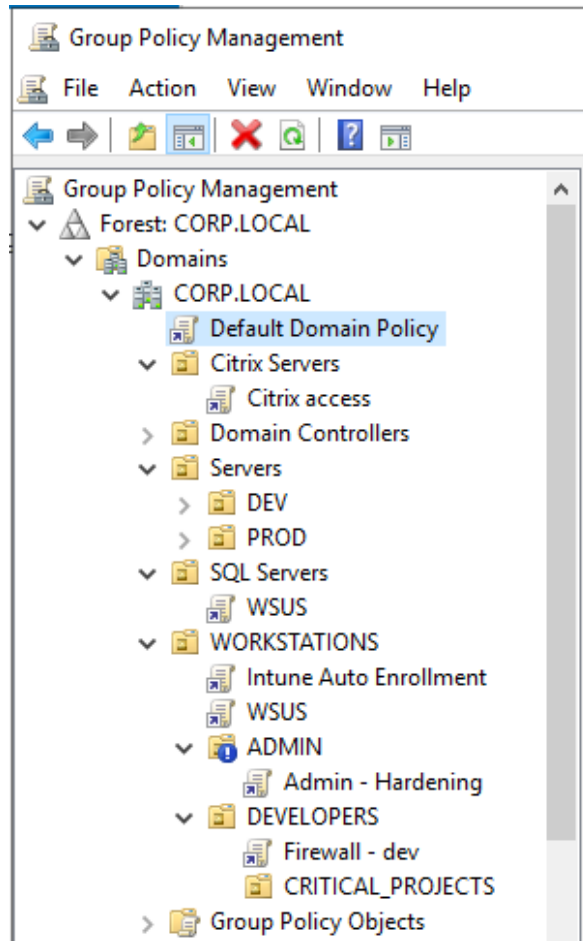 Group Policy Management
File Action View Window Help
Group Policy Management
Forest: CORP.LOCAL
Domains
CORP.LOCAL
Default Domain Policy
Citrix Servers
Citrix access
Domain Controllers
Servers
DEV
PROD
SQL Servers
WSUS
WORKSTATIONS
Intune Auto Enrollment
WSUS
ADMIN
Admin - Hardening
DEVELOPERS
Firewall - dev
CRITICAL_PROJECTS
Group Policy Objects